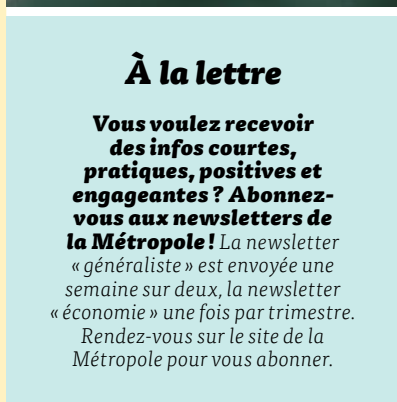 À la lettre
Vous voulez recevoir
des infos courtes,
pratiques, positives et
engageantes ? Abonnez-
vous aux newsletters de
la Métropole ! La newsletter
« généraliste » est envoyée une
semaine sur deux, la newsletter
« économie » une fois par trimestre.
Rendez-vous sur le site de la
Métropole pour vous abonner.